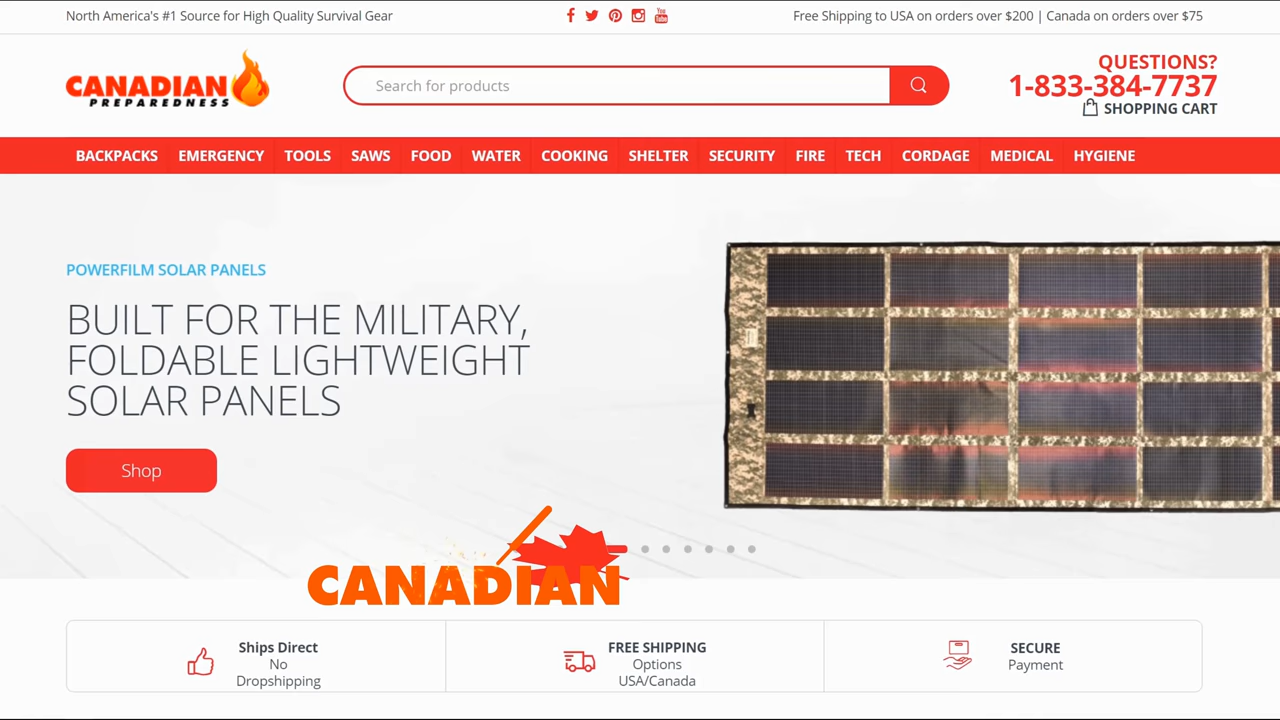 North America's #1 Source for High Quality Survival Gear
You Tube
Free Shipping to USA on orders over $200 | Canada on orders over $75
CANADIAN
PREPAREDNESS
Search for products
QUESTIONS?
1-833-384-7737
SHOPPING CART
BACKPACKS EMERGENCY TOOLS SAWS FOOD WATER COOKING SHELTER SECURITY FIRE TECH CORDAGE MEDICAL HYGIENE
POWERFILM SOLAR PANELS
BUILT FOR THE MILITARY,
FOLDABLE LIGHTWEIGHT
SOLAR PANELS
Shop
CANADIAN
Ships Direct
No
Dropshipping
FREE SHIPPING
Options
USA/Canada
SECURE
Payment